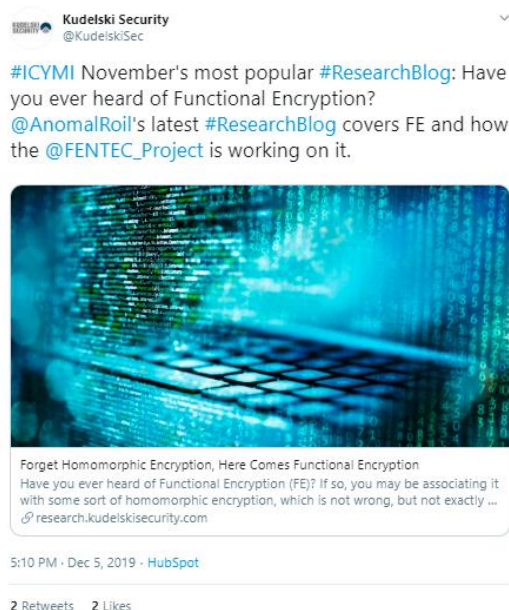 Kudelski Security
@KudelskiSec
#ICYMI November's most popular #ResearchBlog: Have
you ever heard of Functional Encryption?
@AnomalRoil's latest #ResearchBlog covers FE and how
the @FENTEC_Project is working on it.
Forget Homomorphic Encryption, Here Comes Functional Encryption
Have you ever heard of Functional Encryption (FE)? If so, you may be associating it
with some sort of homomorphic encryption, which is not wrong, but not exactly ...
research.kudelskisecurity.com
5:10 PM · Dec 5, 2019 · HubSpot
2 Retweets 2 Likes